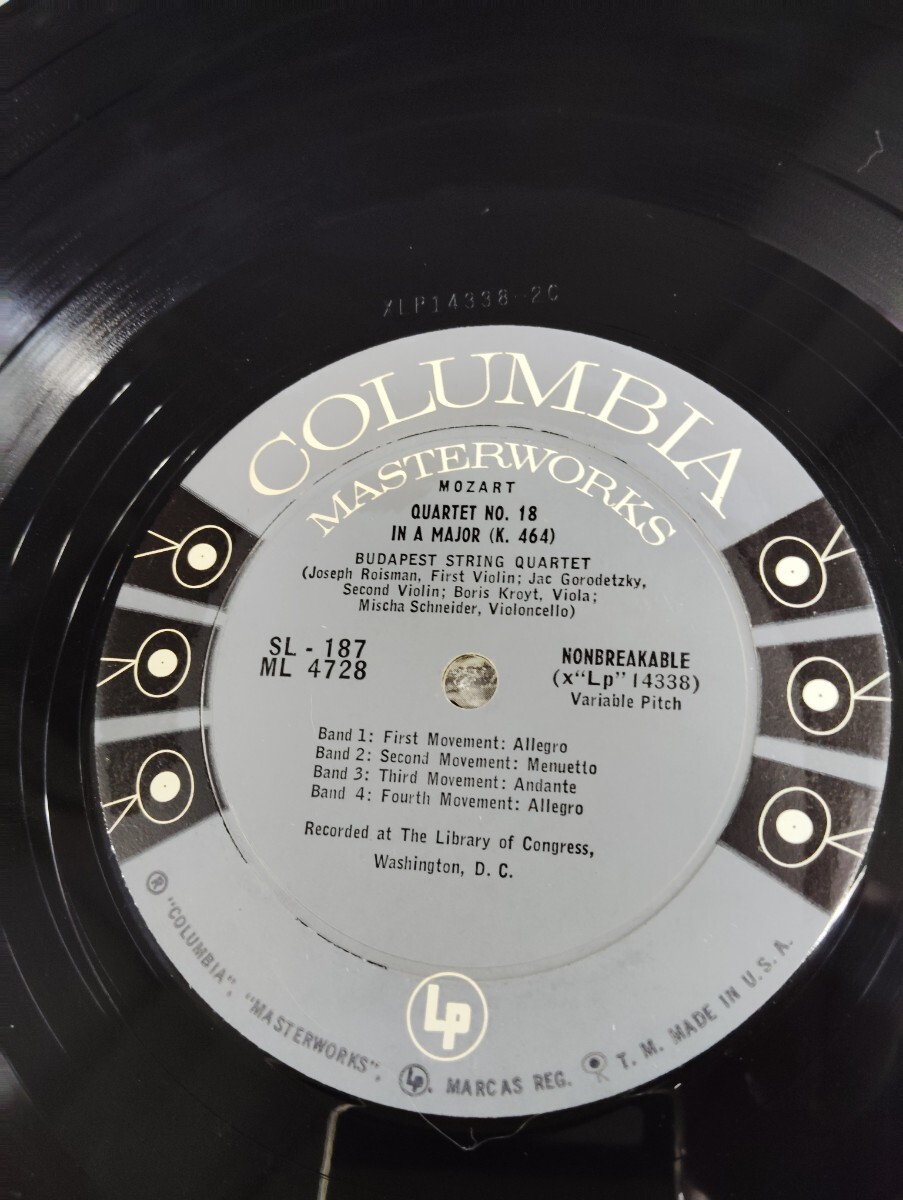 XLP14338-2C
COLUMBIA
MASTERWORKS
MOZART
QUARTET NO. 18
IN A MAJOR (K. 464)
BUDAPEST STRING QUARTET
(Joseph Roisman, First Violin; Jac Gorodetzky,
Second Violin; Boris Kroyt, Viola;
Mischa Schneider, Violoncello)
SL - 187
ML 4728
NONBREAKABLE
(x"Lp" 14338)
Variable Pitch
Band 1: First Movement: Allegro
Band 2: Second Movement: Menuetto
Band 3: Third Movement: Andante
Band 4: Fourth Movement: Allegro
Recorded at The Library of Congress,
Washington, D. C.
Lp
® "COLUMBIA", "MASTERWORKS", Lp. MARCAS REG. T. M. MADE IN U. S. A.